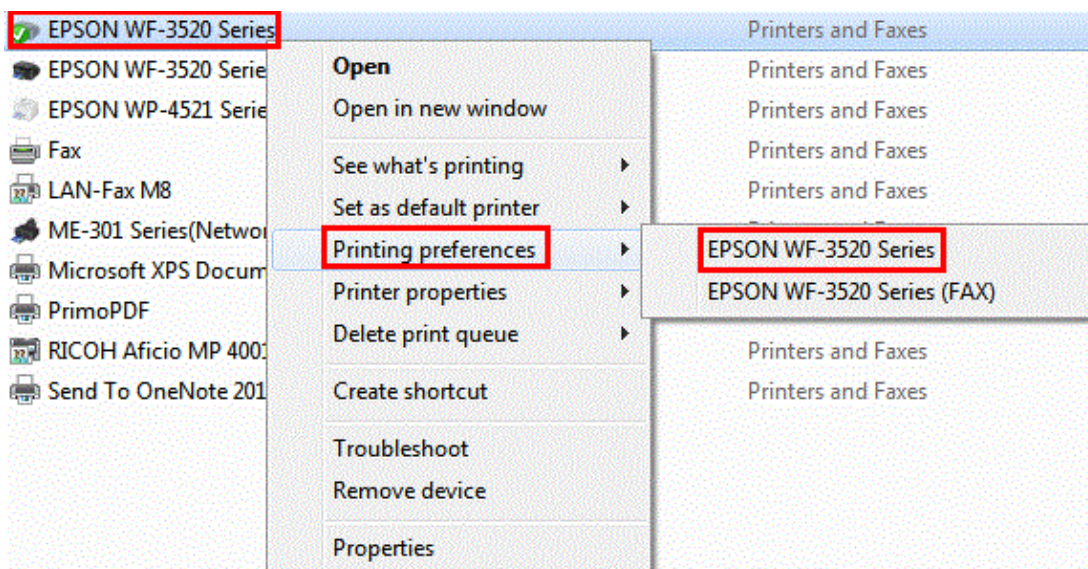 EPSON WF-3520 Series Printers and Faxes
EPSON WF-3520 Serie Printers and Faxes
EPSON WP-4521 Serie Printers and Faxes
Fax Printers and Faxes
LAN-Fax M8 Printers and Faxes
ME-301 Series(Networ
Microsoft XPS Docum
PrimoPDF
RICOH Aficio MP 4001 Printers and Faxes
Send To OneNote 201 Printers and Faxes
Open
Open in new window
See what's printing
Set as default printer
Printing preferences
Printer properties
Delete print queue
Create shortcut
Troubleshoot
Remove device
Properties
EPSON WF-3520 Series
EPSON WF-3520 Series (FAX)